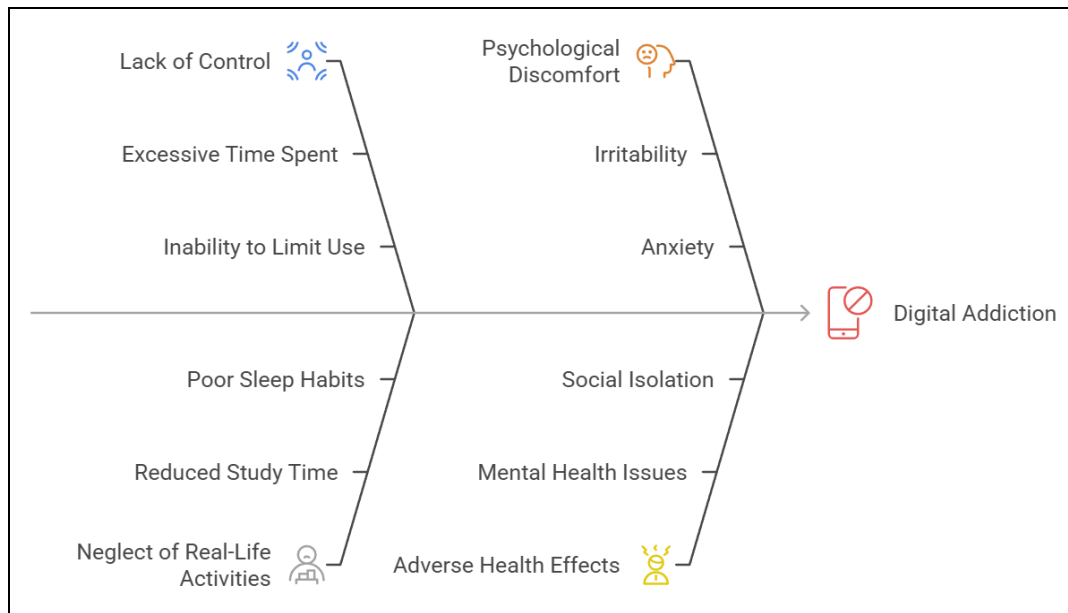 Lack of Control
Psychological
Discomfort
Excessive Time Spent
Irritability
Inability to Limit Use
Anxiety
Digital Addiction
Poor Sleep Habits
Social Isolation
Reduced Study Time
Mental Health Issues
Neglect of Real-Life
Activities
Adverse Health Effects